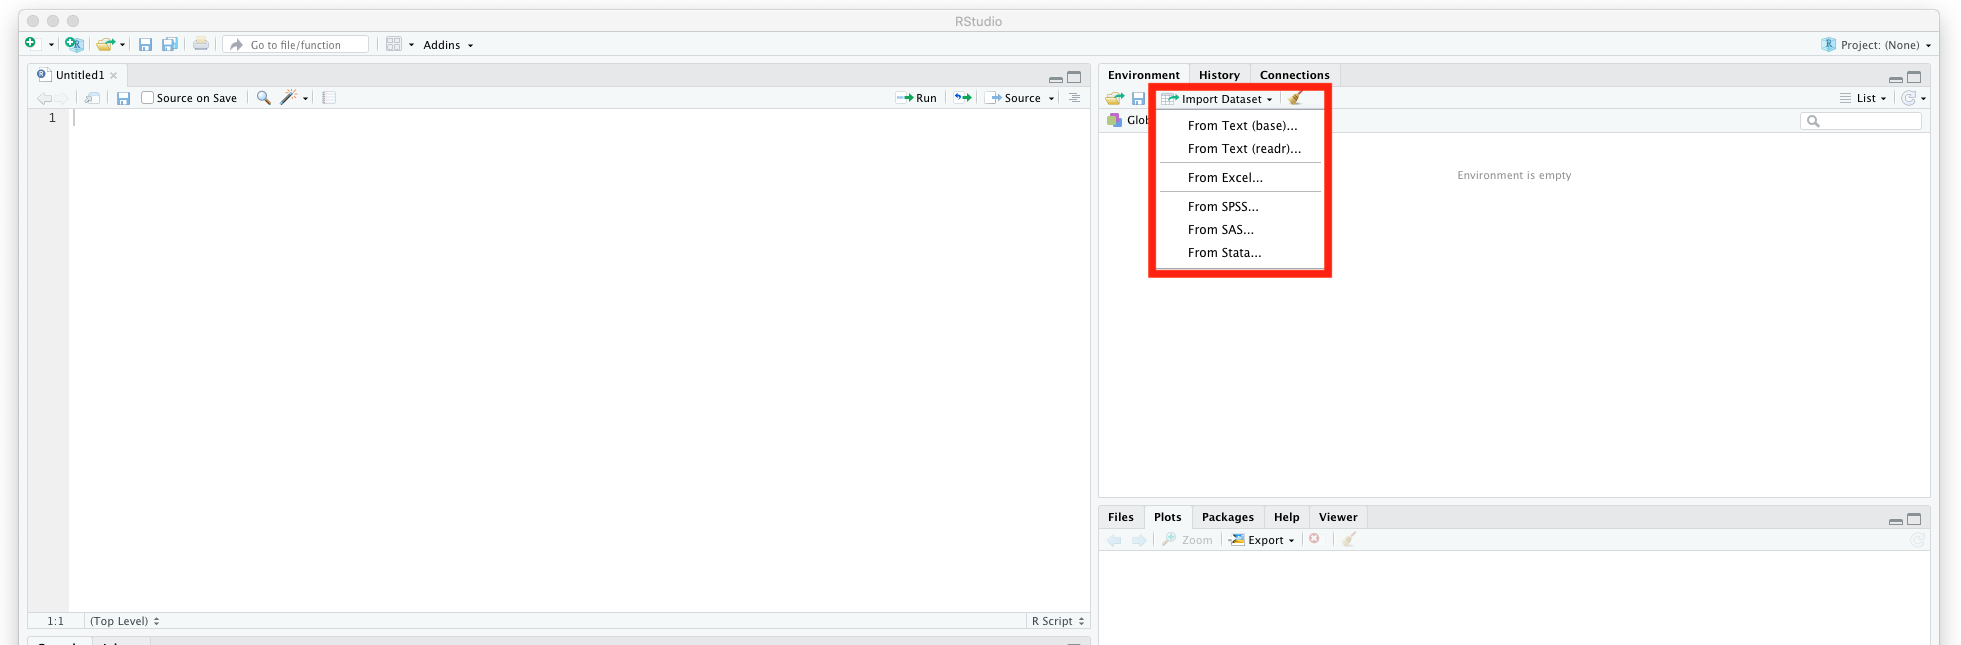 RStudio
Go to file/function
Addins
Project: (None)
Untitled1
Source on Save
Run
Source
1
1:1
(Top Level)
R Script
Environment
History
Connections
Import Dataset
List
From Text (base)...
From Text (readr)...
From Excel...
From SPSS...
From SAS...
From Stata...
Environment is empty
Files
Plots
Packages
Help
Viewer
Zoom
Export